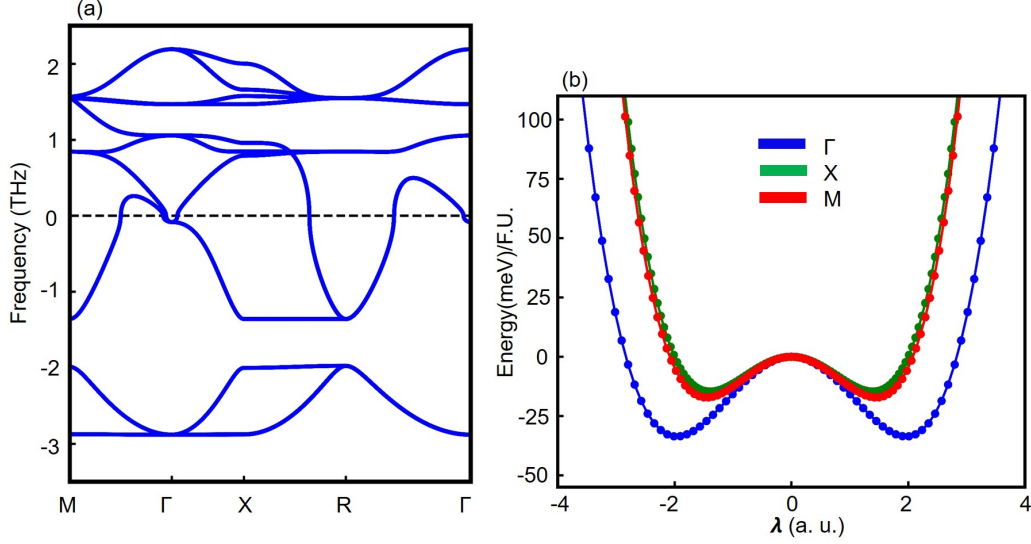 (a)
Frequency (THz)
2
1
0
-1
-2
-3
M Γ X R Γ
(b)
Energy(meV)/F.U.
100
75
50
25
0
-25
-50
Γ
X
M
-4 -2 0 2 4
λ (a. u.)